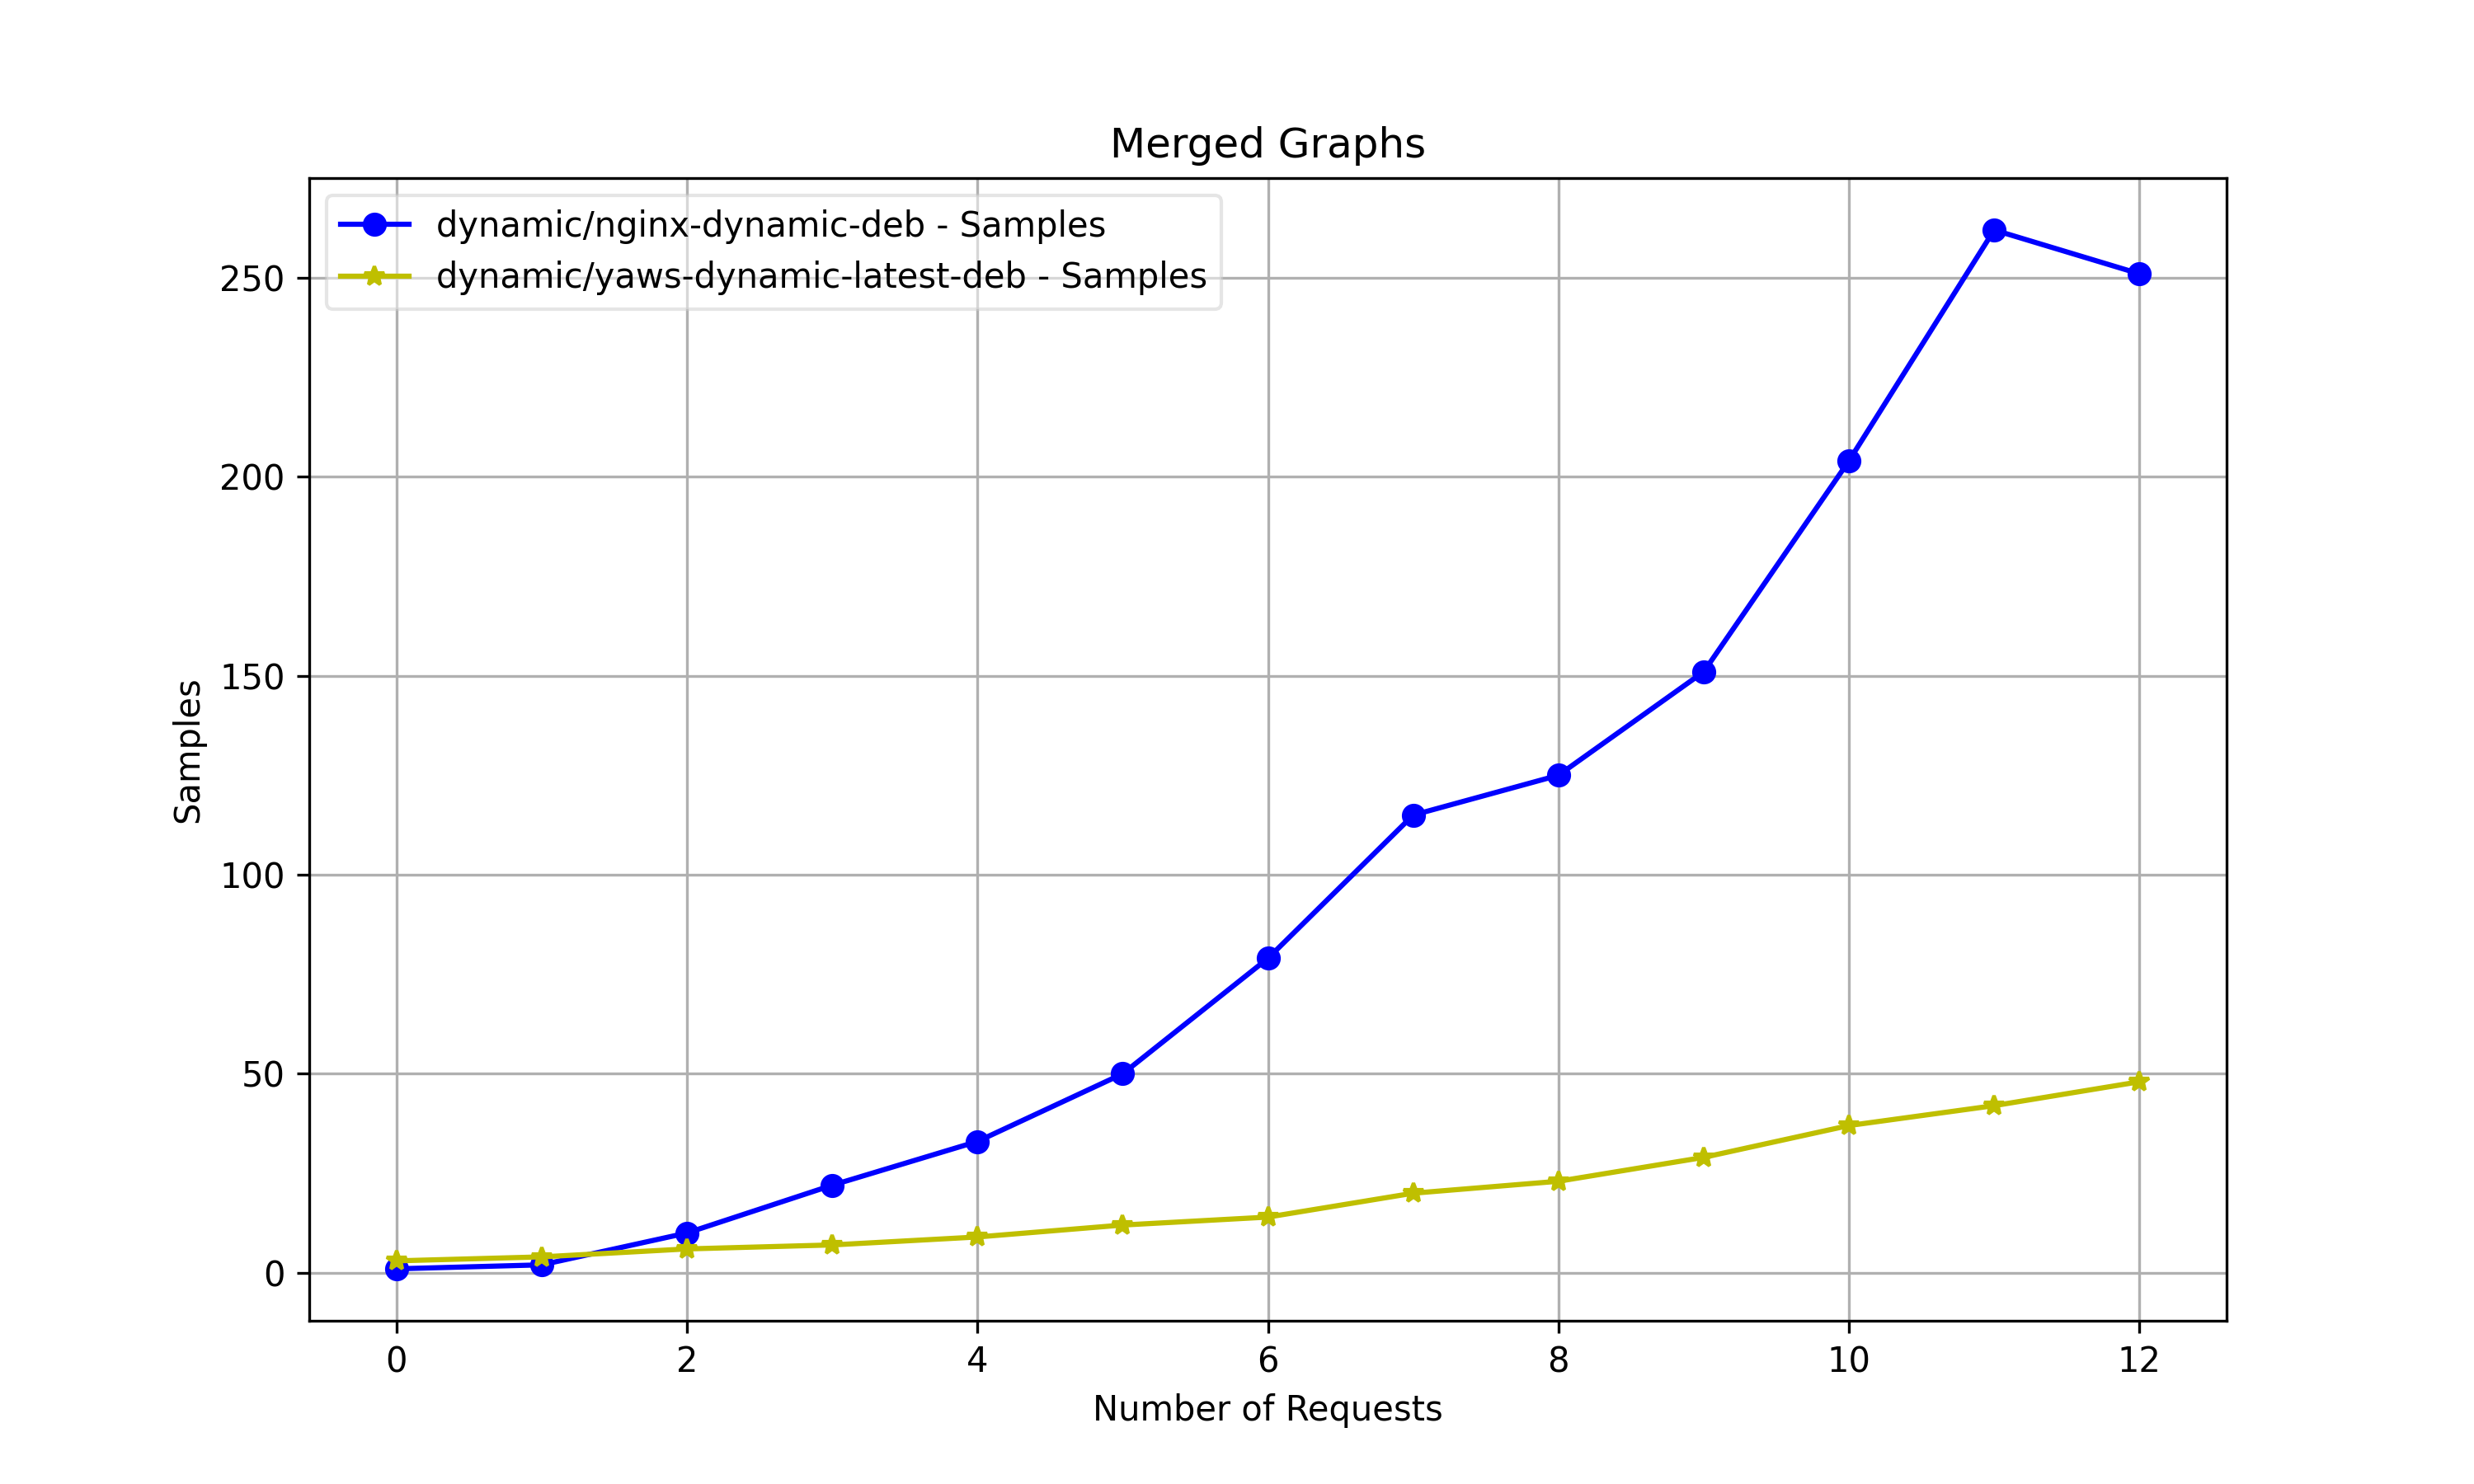 Merged Graphs
dynamic/nginx-dynamic-deb - Samples
dynamic/yaws-dynamic-latest-deb - Samples
250
200
150
100
50
0
Samples
0 2 4 6 8 10 12
Number of Requests